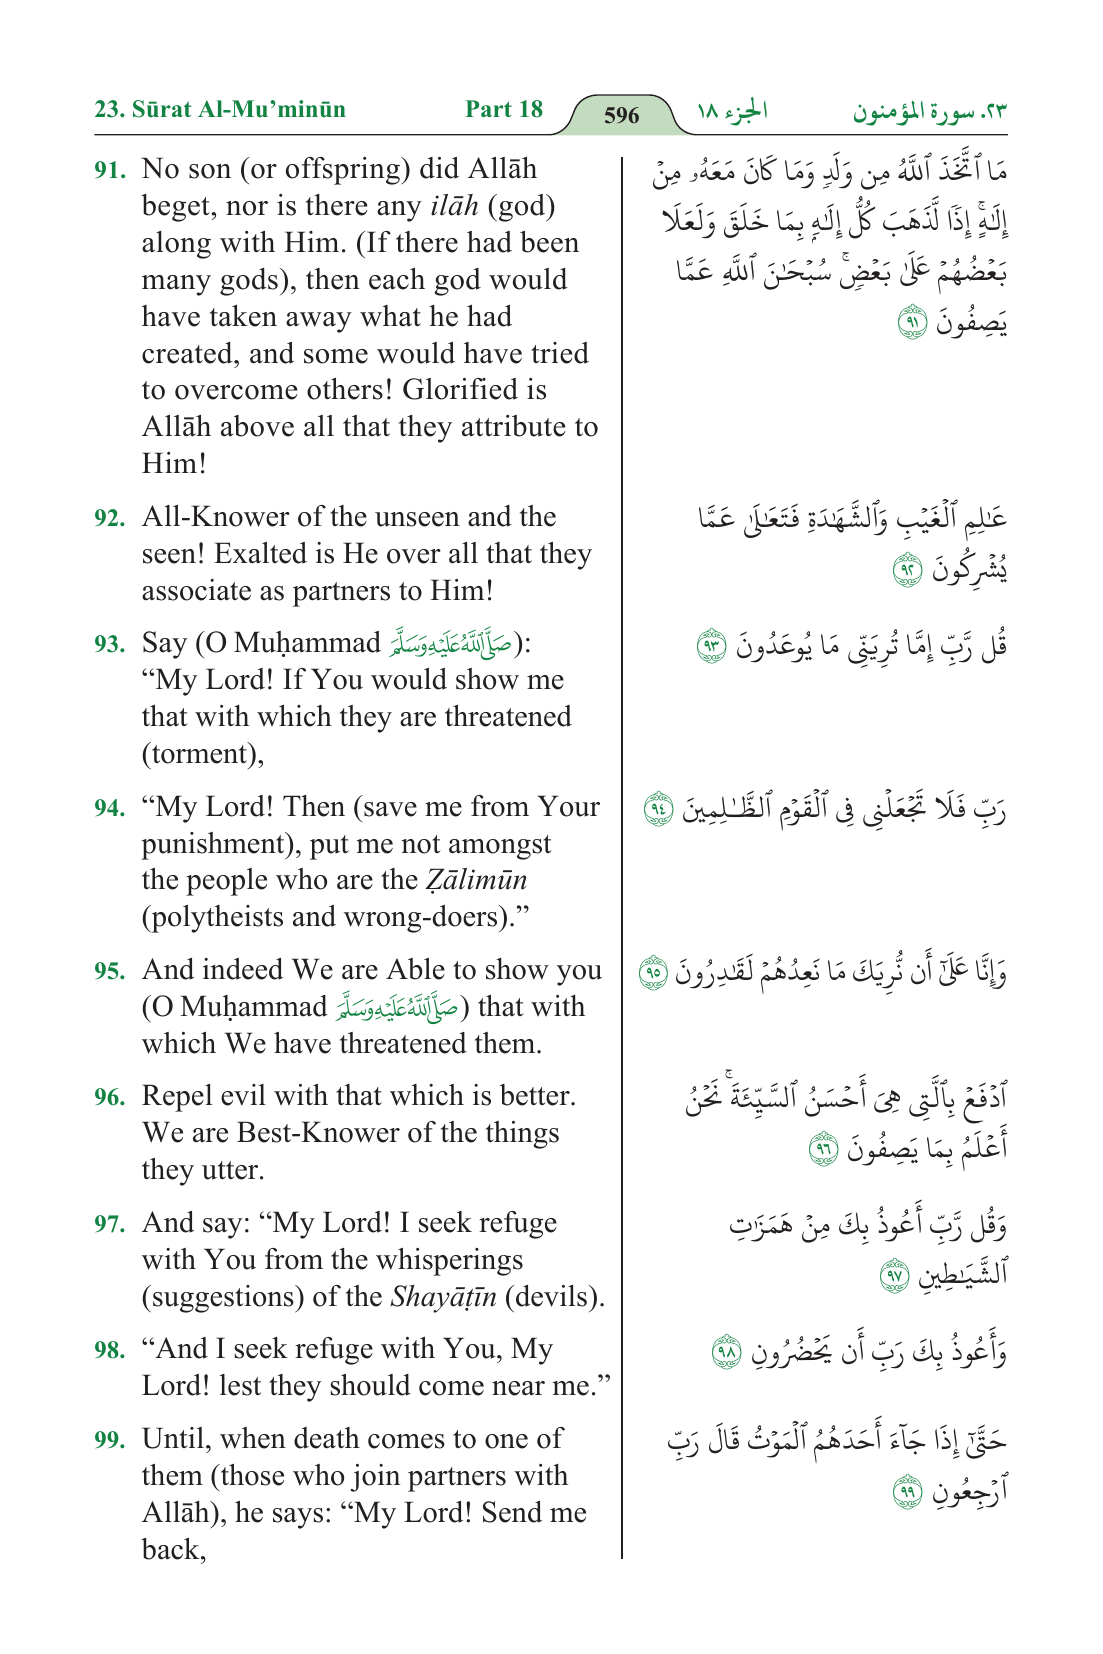 23. Sūrat Al-Mu’minūn Part 18 596 الجزء ١٨ ٢٣. سورة المؤمنون
91. No son (or offspring) did Allāh
beget, nor is there any ilāh (god)
along with Him. (If there had been
many gods), then each god would
have taken away what he had
created, and some would have tried
to overcome others! Glorified is
Allāh above all that they attribute to
Him!
مَا ٱتَّخَذَ ٱللَّهُ مِن وَلَدٍ وَمَا كَانَ مَعَهُۥ مِنْ
إِلَـٰهٍ ۚ إِذًا لَّذَهَبَ كُلُّ إِلَـٰهٍۭ بِمَا خَلَقَ وَلَعَلَا
بَعْضُهُمْ عَلَىٰ بَعْضٍ ۚ سُبْحَـٰنَ ٱللَّهِ عَمَّا
يَصِفُونَ ٩١
92. All-Knower of the unseen and the
seen! Exalted is He over all that they
associate as partners to Him!
عَـٰلِمِ ٱلْغَيْبِ وَٱلشَّهَـٰدَةِ فَتَعَـٰلَىٰ عَمَّا
يُشْرِكُونَ ٩٢
93. Say (O Muḥammad صَلَّى ٱللَّهُ عَلَيْهِ وَسَلَّمَ):
“My Lord! If You would show me
that with which they are threatened
(torment),
قُل رَّبِّ إِمَّا تُرِيَنِّى مَا يُوعَدُونَ ٩٣
94. “My Lord! Then (save me from Your
punishment), put me not amongst
the people who are the Ẓālimūn
(polytheists and wrong-doers).”
رَبِّ فَلَا تَجْعَلْنِى فِى ٱلْقَوْمِ ٱلظَّـٰلِمِينَ ٩٤
95. And indeed We are Able to show you
(O Muḥammad صَلَّى ٱللَّهُ عَلَيْهِ وَسَلَّمَ) that with
which We have threatened them.
وَإِنَّا عَلَىٰٓ أَن نُّرِيَكَ مَا نَعِدُهُمْ لَقَـٰدِرُونَ ٩٥
96. Repel evil with that which is better.
We are Best-Knower of the things
they utter.
ٱدْفَعْ بِٱلَّتِى هِىَ أَحْسَنُ ٱلسَّيِّئَةَ ۚ نَحْنُ
أَعْلَمُ بِمَا يَصِفُونَ ٩٦
97. And say: “My Lord! I seek refuge
with You from the whisperings
(suggestions) of the Shayāṭīn (devils).
وَقُل رَّبِّ أَعُوذُ بِكَ مِنْ هَمَزَٰتِ
ٱلشَّيَـٰطِينِ ٩٧
98. “And I seek refuge with You, My
Lord! lest they should come near me.”
وَأَعُوذُ بِكَ رَبِّ أَن يَحْضُرُونِ ٩٨
99. Until, when death comes to one of
them (those who join partners with
Allāh), he says: “My Lord! Send me
back,
حَتَّىٰٓ إِذَا جَآءَ أَحَدَهُمُ ٱلْمَوْتُ قَالَ رَبِّ
ٱرْجِعُونِ ٩٩